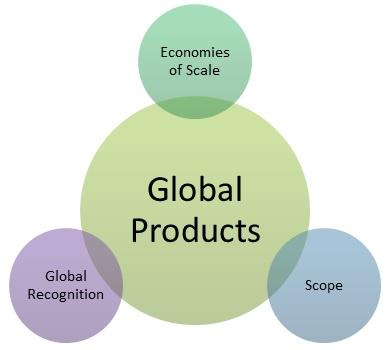 Economies
of Scale
Global
Products
Global
Recognition
Scope